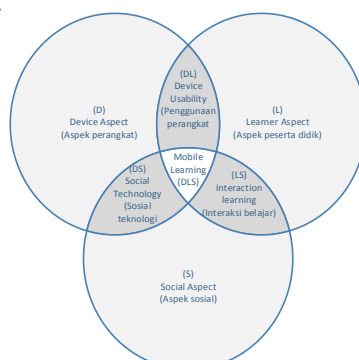 (DL)
Device
Usability
(Penggunaan
perangkat
(D)
Device Aspect
(Aspek perangkat)
(L)
Learner Aspect
(Aspek peserta didik)
Mobile
Learning
(DLS)
(DS)
Social
Technology
(Sosial
teknologi
(LS)
Interaction
learning
(Interaksi belajar)
(S)
Social Aspect
(Aspek sosial)